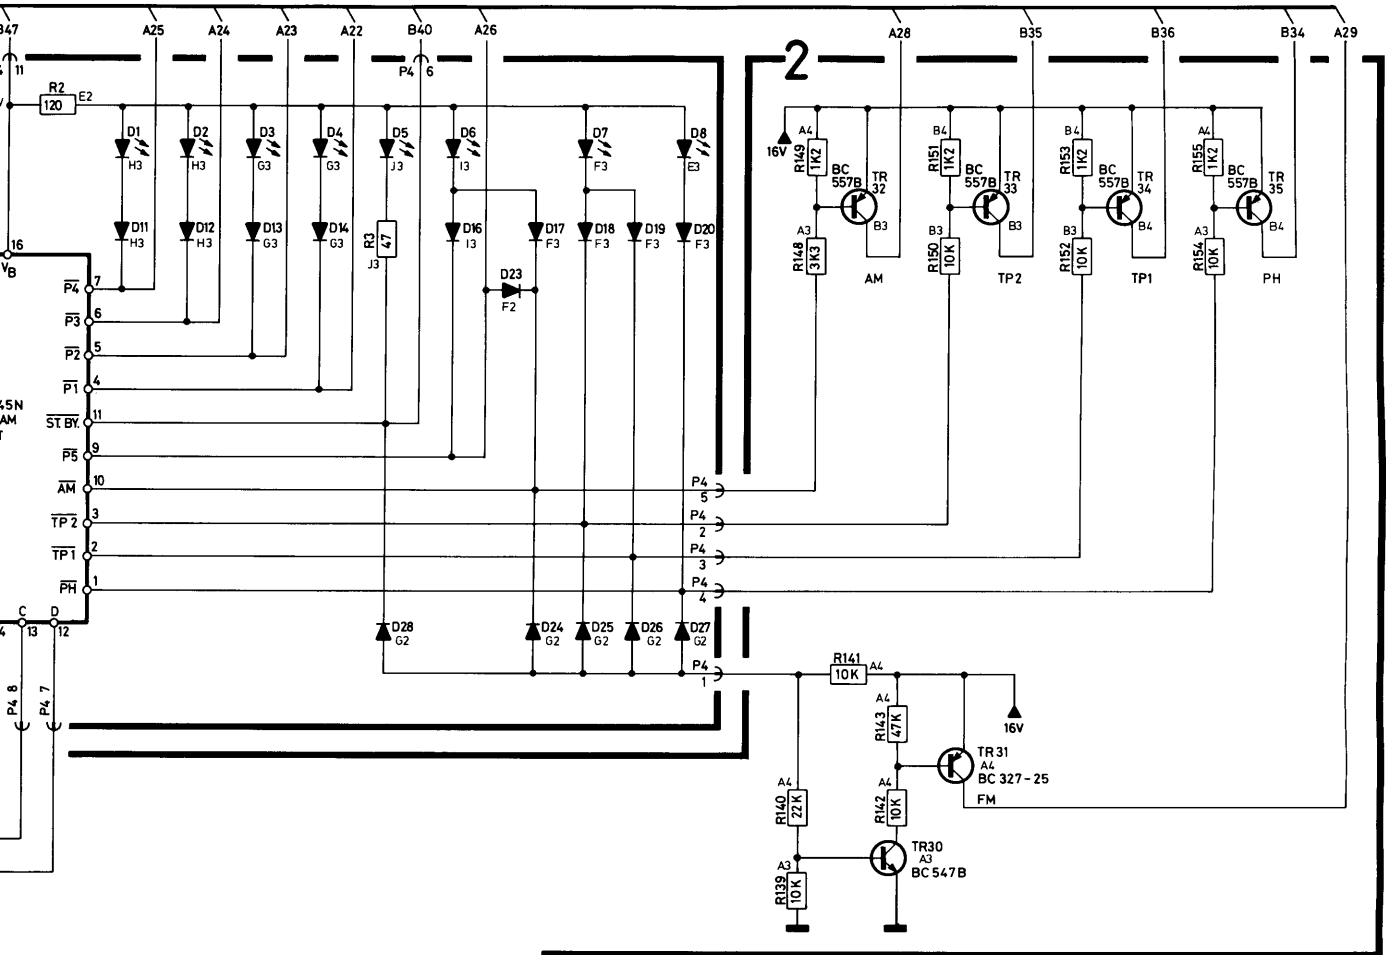 B47 A25 A24 A23 A22 B40 A26 A28 B35 B36 B34 A29
4 11 P4 6 2
R2 120 E2
D1 H3 D2 H3 D3 G3 D4 G3 D5 J3 D6 I3 D7 F3 D8 E3
16V
A4 R149 1K2 BC 557B TR 32 B3
B4 R151 1K2 BC 557B TR 33 B3
B4 R153 1K2 BC 557B TR 34 B4
A4 R155 1K2 BC 557B TR 35 B4
D11 H3 D12 H3 D13 G3 D14 G3 R3 47 J3 D16 I3 D17 F3 D18 F3 D19 F3 D20 F3
A3 R148 3K3 AM
B3 R150 10K TP2
B3 R152 10K TP1
A3 R154 10K PH
D23 F2
16
VB
P4 7
P3 6
P2 5
P1 4
45N
AM
T
ST. BY. 11
P5 9
AM 10 P4 5
TP2 3 P4 2
TP1 2 P4 3
PH 1 P4 4
C D
4 13 12
D28 G2 D24 G2 D25 G2 D26 G2 D27 G2
P4 1
P4 8 P4 7
R141 10K A4
A4 R143 47K
16V
TR31
A4
BC 327-25
FM
A4 R140 22K
A4 R142 10K
TR30
A3
BC 547B
A3 R139 10K